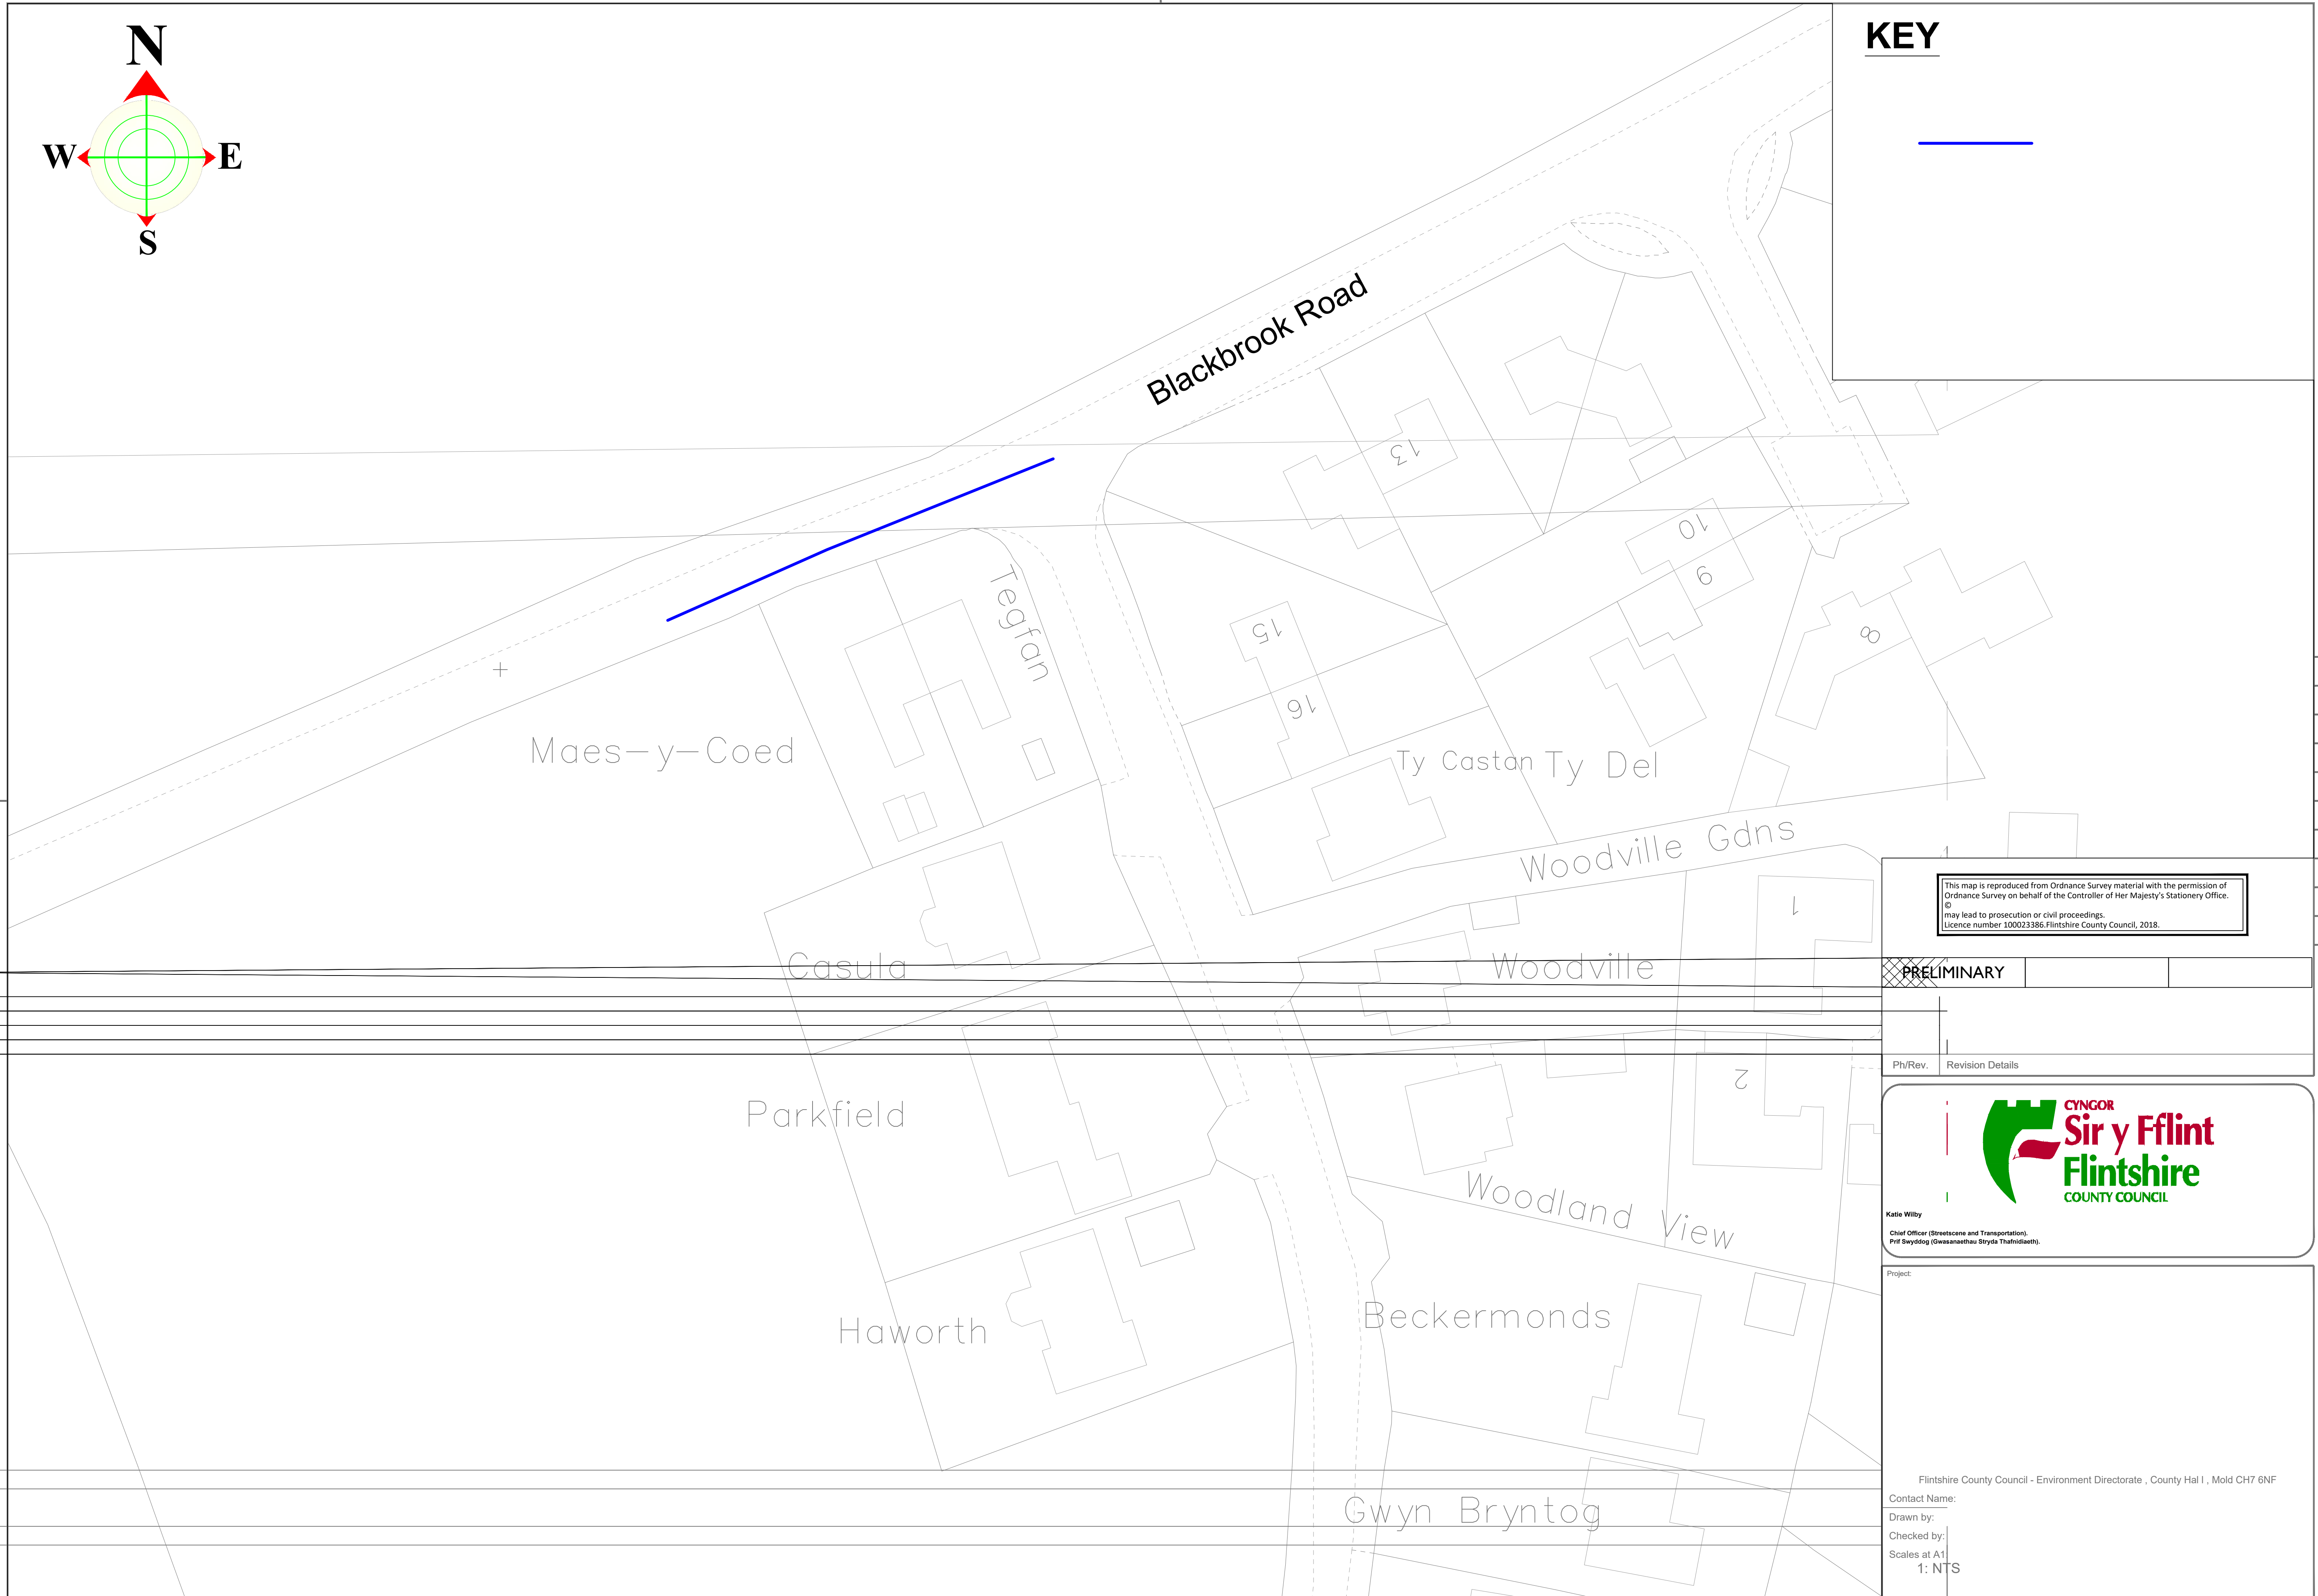 N
W
E
S
KEY
Blackbrook Road
13
10
9
8
15
16
Tegfan
Maes-y-Coed
Ty Castan
Ty Del
Woodville Gdns
1
Casula
Woodville
2
Parkfield
Woodland View
Haworth
Beckermonds
Gwyn Bryntog
This map is reproduced from Ordnance Survey material with the permission of
Ordnance Survey on behalf of the Controller of Her Majesty's Stationery Office.
©
may lead to prosecution or civil proceedings.
Licence number 100023386.Flintshire County Council, 2018.
PRELIMINARY
Ph/Rev. Revision Details
CYNGOR
Sir y Fflint
Flintshire
COUNTY COUNCIL
Katie Wilby
Chief Officer (Streetscene and Transportation).
Prif Swyddog (Gwasanaethau Stryda Thafnidiaeth).
Project:
Flintshire County Council - Environment Directorate , County Hal l , Mold CH7 6NF
Contact Name:
Drawn by:
Checked by:
Scales at A1
1: NTS